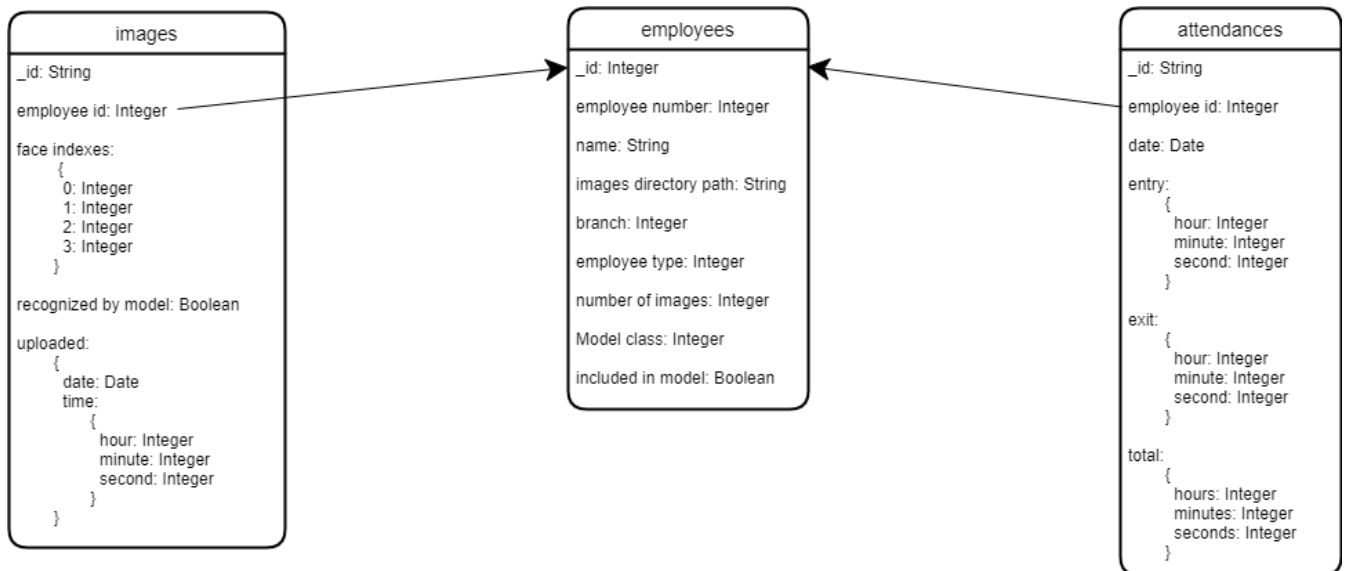 images
_id: String
employee id: Integer
face indexes:
{
0: Integer
1: Integer
2: Integer
3: Integer
}
recognized by model: Boolean
uploaded:
{
date: Date
time:
{
hour: Integer
minute: Integer
second: Integer
}
}
employees
_id: Integer
employee number: Integer
name: String
images directory path: String
branch: Integer
employee type: Integer
number of images: Integer
Model class: Integer
included in model: Boolean
attendances
_id: String
employee id: Integer
date: Date
entry:
{
hour: Integer
minute: Integer
second: Integer
}
exit:
{
hour: Integer
minute: Integer
second: Integer
}
total:
{
hours: Integer
minutes: Integer
seconds: Integer
}